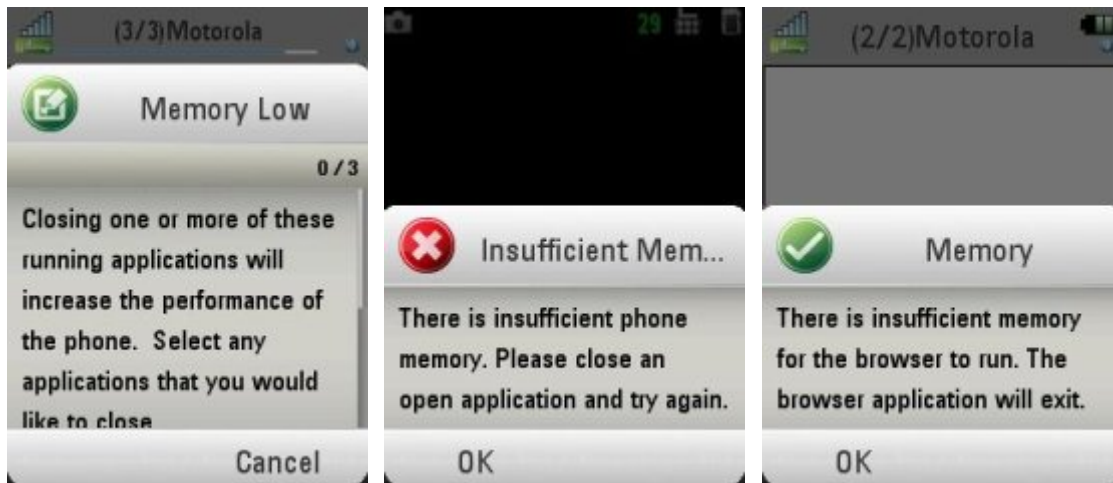 (3/3)Motorola
Memory Low
0/3
Closing one or more of these
running applications will
increase the performance of
the phone. Select any
applications that you would
like to close
Cancel
29
Insufficient Mem...
There is insufficient phone
memory. Please close an
open application and try again.
OK
(2/2)Motorola
Memory
There is insufficient memory
for the browser to run. The
browser application will exit.
OK